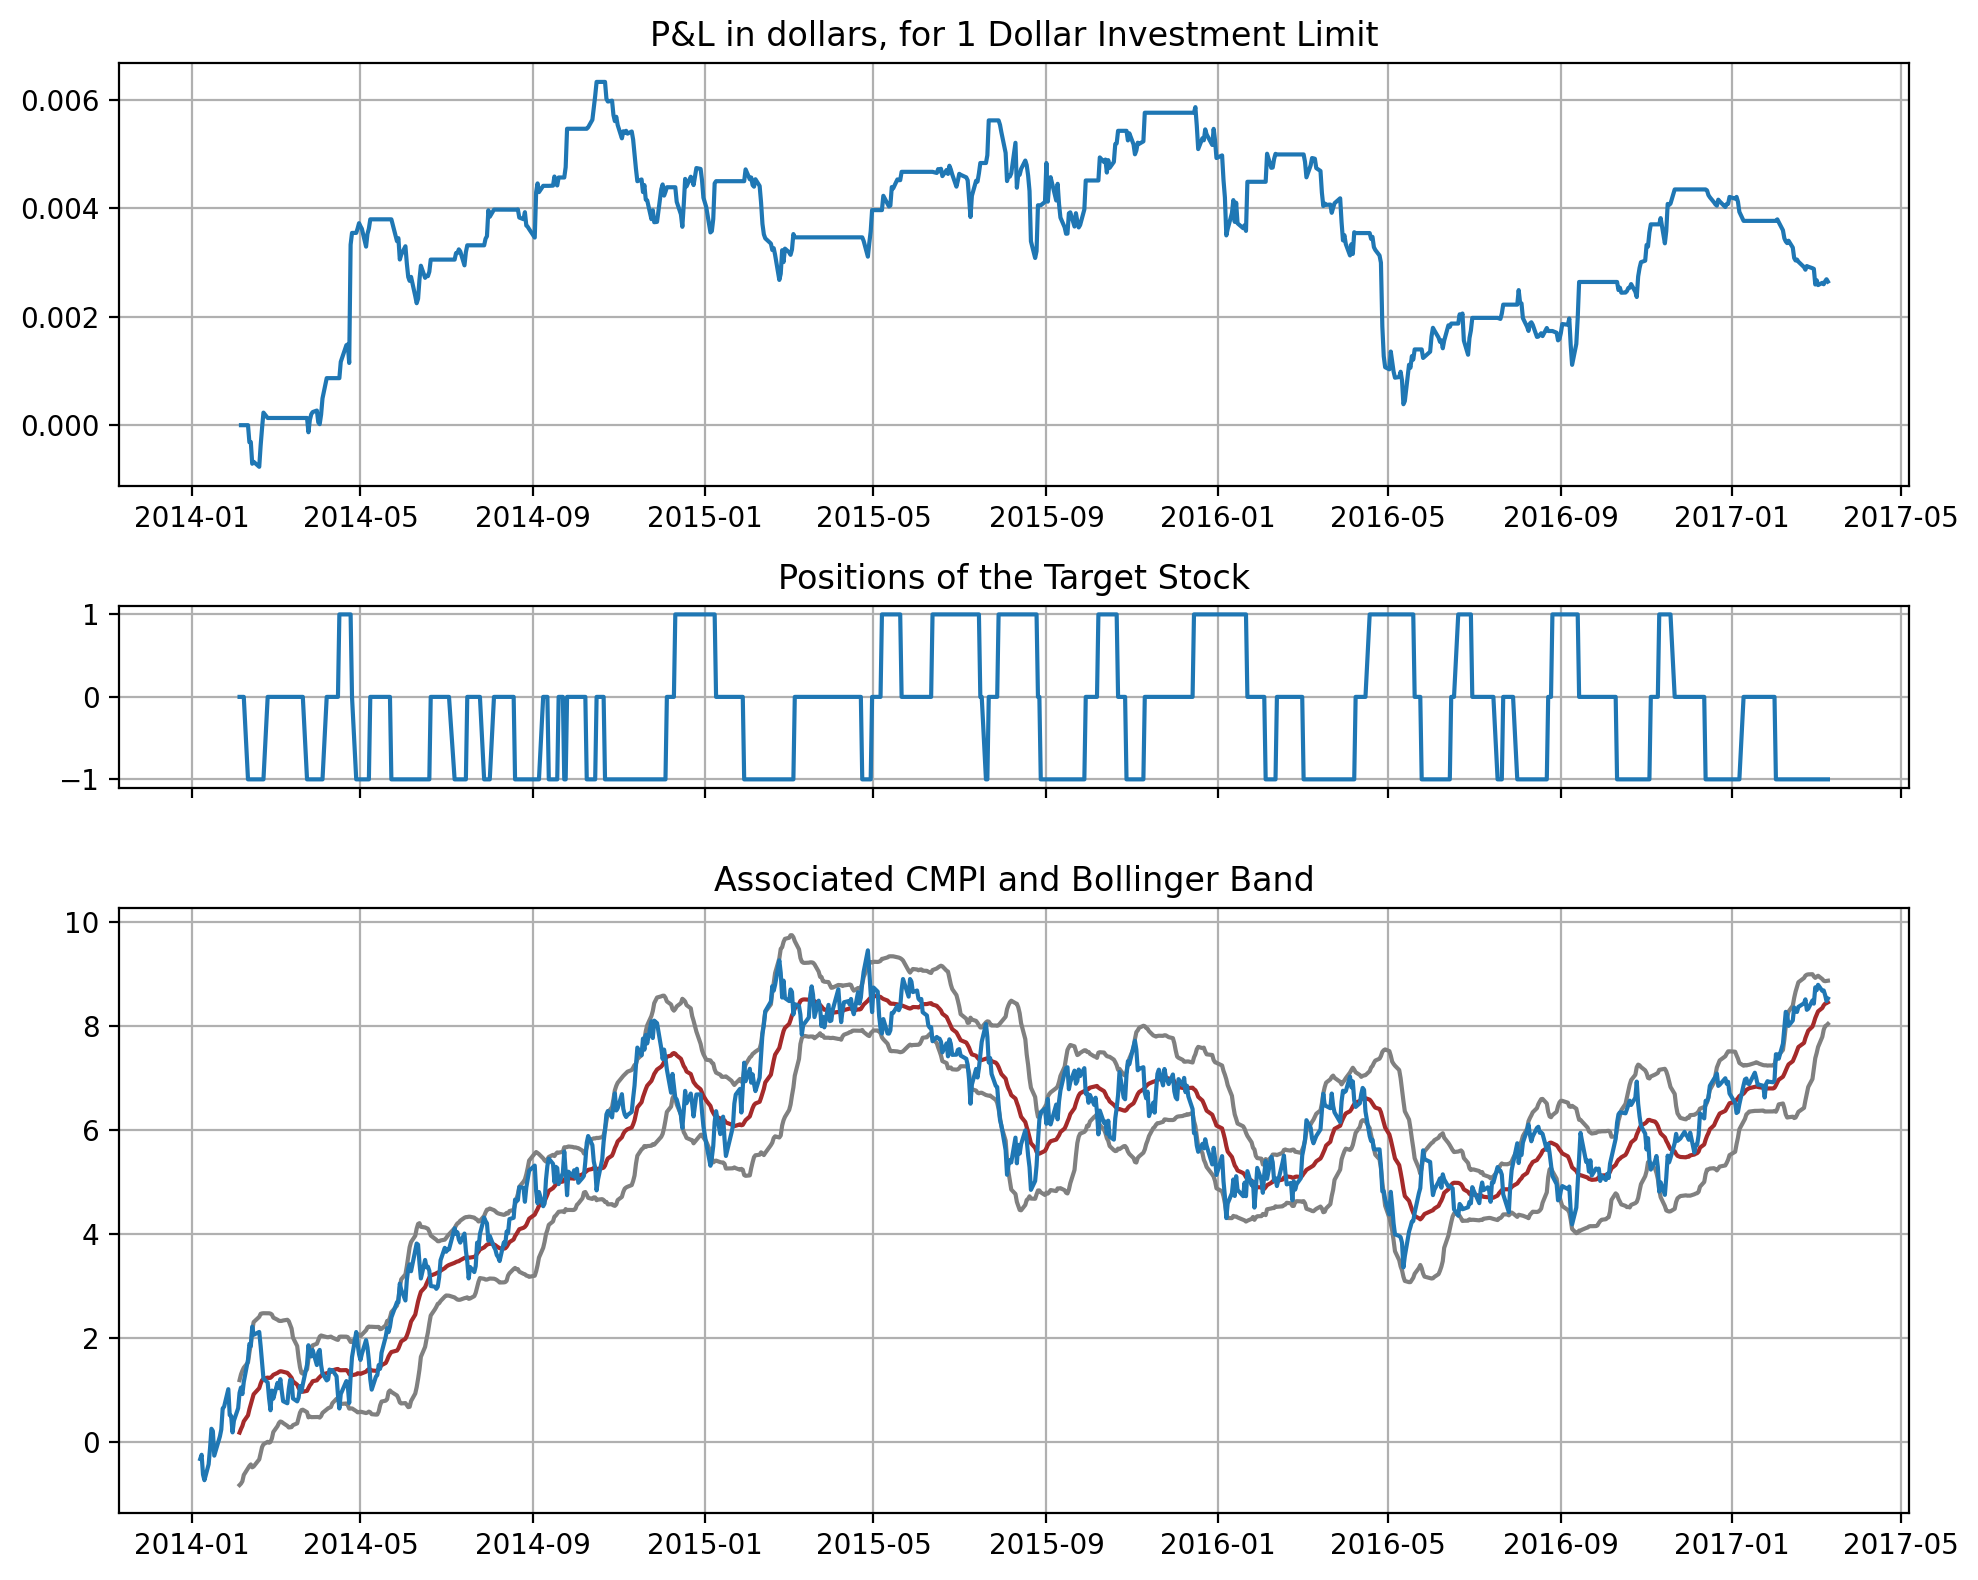 P&L in dollars, for 1 Dollar Investment Limit
0.006
0.004
0.002
0.000
2014-01 2014-05 2014-09 2015-01 2015-05 2015-09 2016-01 2016-05 2016-09 2017-01 2017-05
Positions of the Target Stock
1
0
−1
Associated CMPI and Bollinger Band
10
8
6
4
2
0
2014-01 2014-05 2014-09 2015-01 2015-05 2015-09 2016-01 2016-05 2016-09 2017-01 2017-05